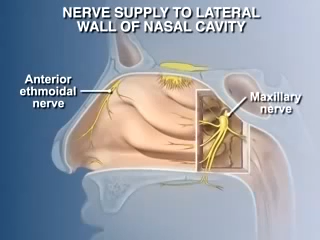 NERVE SUPPLY TO LATERAL
WALL OF NASAL CAVITY
Anterior
ethmoidal
nerve
Maxillary
nerve